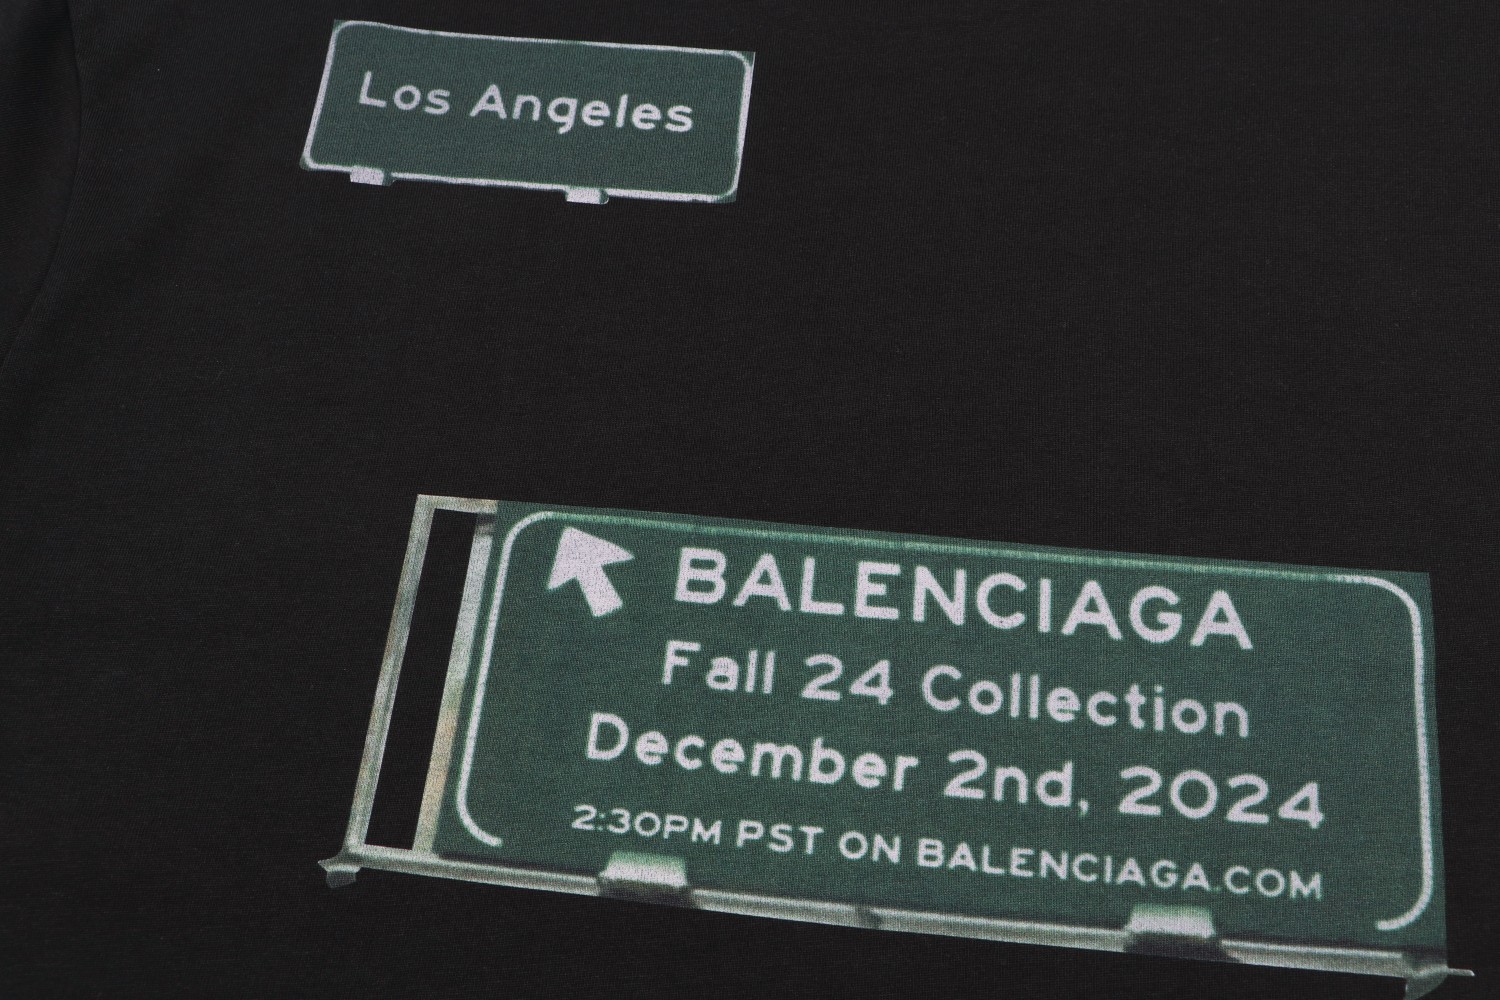 Los Angeles
BALENCIAGA
Fall 24 Collection
December 2nd, 2024
2:30PM PST ON BALENCIAGA.COM